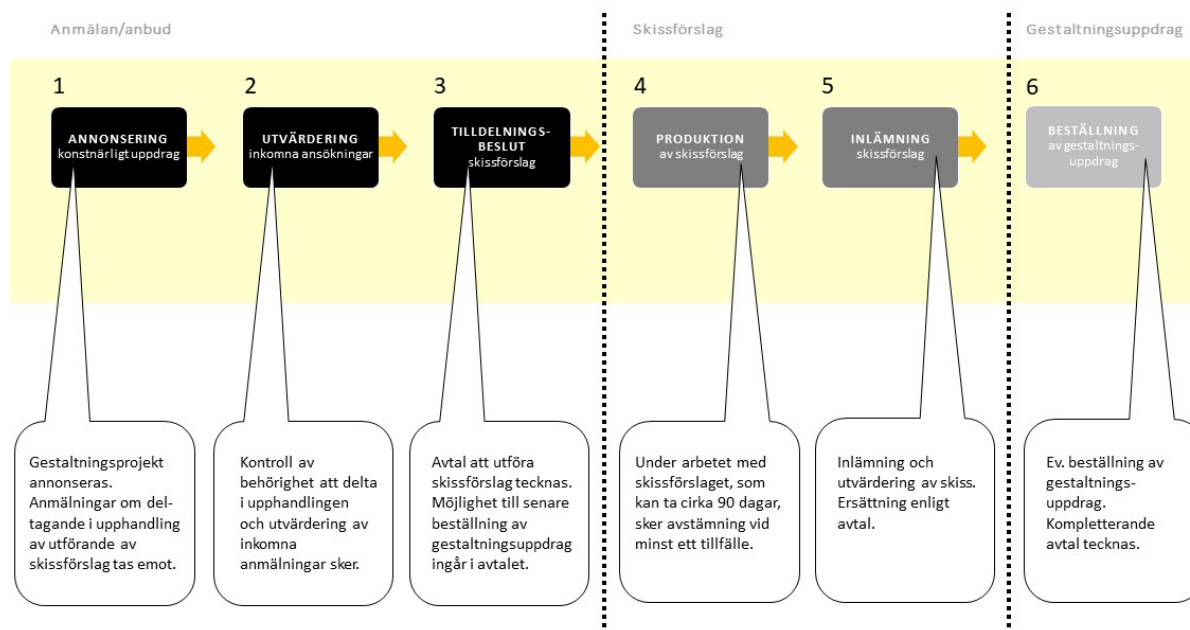 Anmälan/anbud
Skissförslag
Gestaltningsuppdrag
1
ANNONSERING
konstnärligt uppdrag
2
UTVÄRDERING
inkomna ansökningar
3
TILLDELNINGS-
BESLUT
skissförslag
4
PRODUKTION
av skissförslag
5
INLÄMNING
skissförslag
6
BESTÄLLNING
av gestaltnings-
uppdrag
Gestaltningsprojekt
annonseras.
Anmälningar om del-
tagande i upphandling
av utförande av
skissförslag tas emot.
Kontroll av
behörighet att delta
i upphandlingen
och utvärdering av
inkomna
anmälningar sker.
Avtal att utföra
skissförslag tecknas.
Möjlighet till senare
beställning av
gestaltningsuppdrag
ingår i avtalet.
Under arbetet med
skissförslaget, som
kan ta cirka 90 dagar,
sker avstämning vid
minst ett tillfälle.
Inlämning och
utvärdering av skiss.
Ersättning enligt
avtal.
Ev. beställning av
gestaltnings-
uppdrag.
Kompletterande
avtal tecknas.